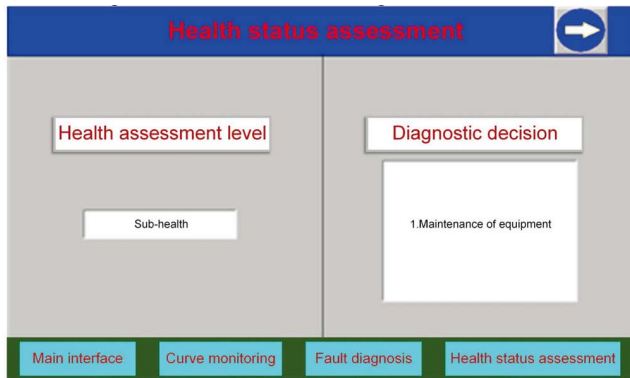 Health status assessment
Health assessment level
Diagnostic decision
Sub-health
1.Maintenance of equipment
Main interface
Curve monitoring
Fault diagnosis
Health status assessment